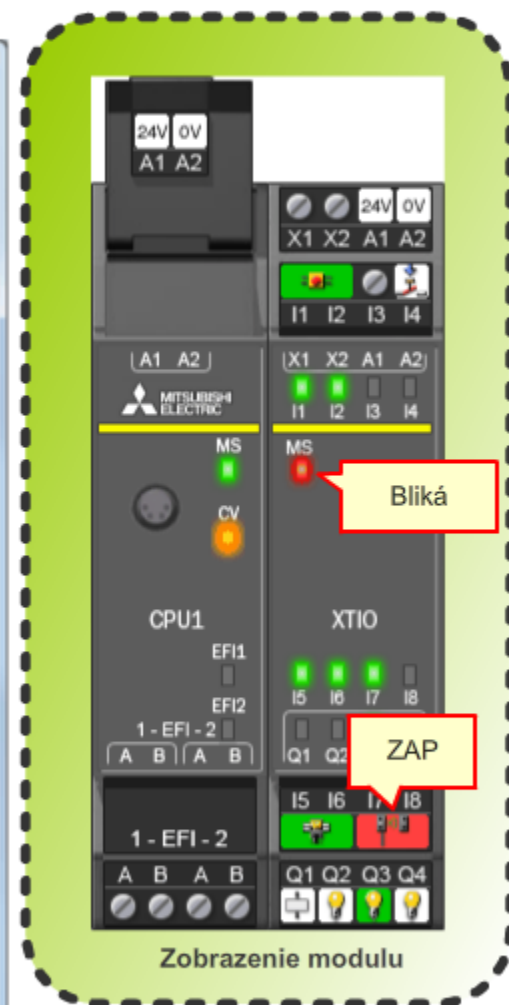 24V 0V
A1 A2
24V 0V
X1 X2 A1 A2
I1 I2 I3 I4
A1 A2
X1 X2 A1 A2
I1 I2 I3 I4
MITSUBISHI
ELECTRIC
MS
MS
Bliká
CV
CPU1
XTIO
EFI1
EFI2
I5 I6 I7 I8
1 - EFI - 2
A B A B
Q1
ZAP
I5 I6 I7 I8
1 - EFI - 2
A B A B
Q1 Q2 Q3 Q4
Zobrazenie modulu